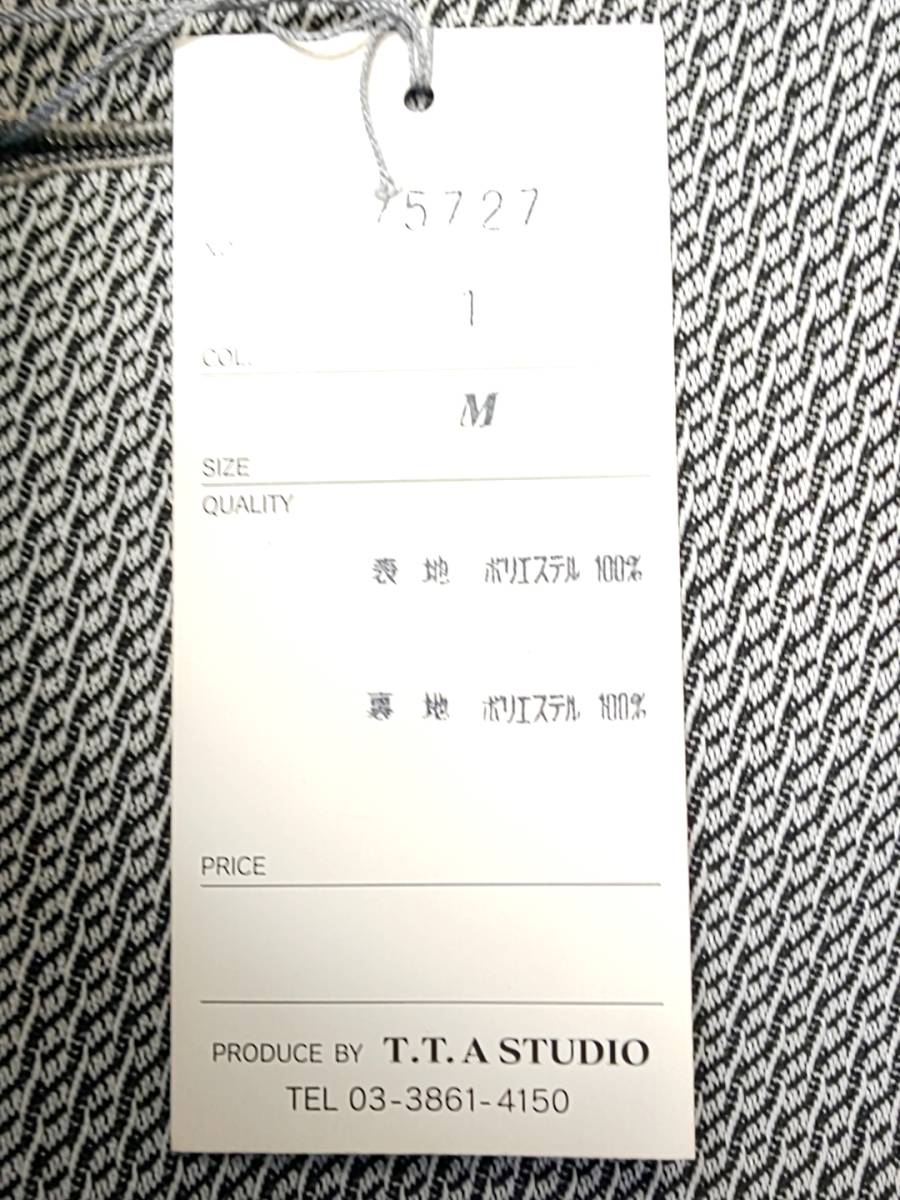 5727
1
COL.
M
SIZE
QUALITY
表 地 ポリエステル 100%
裏 地 ポリエステル 100%
PRICE
PRODUCE BY T.T.A STUDIO
TEL 03-3861-4150